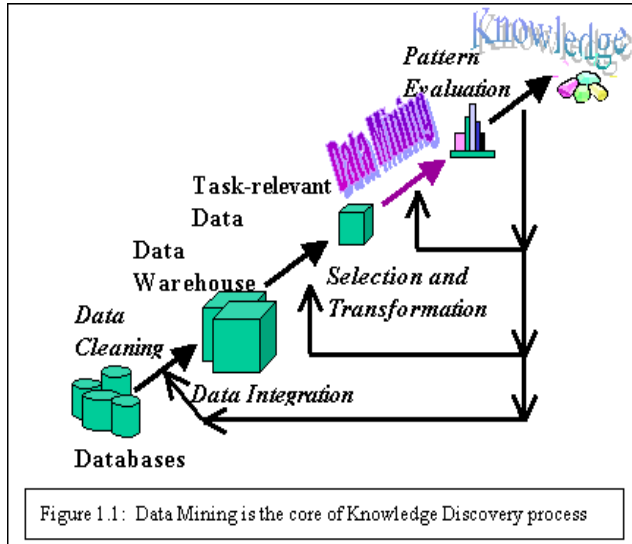 Knowledge
Pattern
Evaluation
Data Mining
Task-relevant
Data
Data
Warehouse
Selection and
Transformation
Data
Cleaning
Data Integration
Databases
Figure 1.1: Data Mining is the core of Knowledge Discovery process